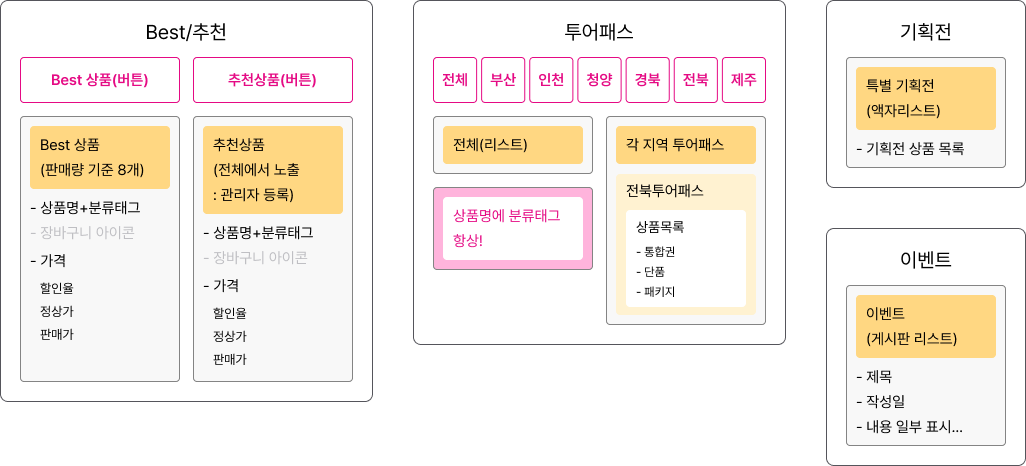 Best/추천
Best 상품(버튼)
추천상품(버튼)
Best 상품
(판매량 기준 8개)
- 상품명+분류태그
- 장바구니 아이콘
- 가격
할인율
정상가
판매가
추천상품
(전체에서 노출
: 관리자 등록)
- 상품명+분류태그
- 장바구니 아이콘
- 가격
할인율
정상가
판매가
투어패스
전체
부산
인천
청양
경북
전북
제주
전체(리스트)
상품명에 분류태그
항상!
각 지역 투어패스
전북투어패스
상품목록
- 통합권
- 단품
- 패키지
기획전
특별 기획전
(액자리스트)
- 기획전 상품 목록
이벤트
이벤트
(게시판 리스트)
- 제목
- 작성일
- 내용 일부 표시...